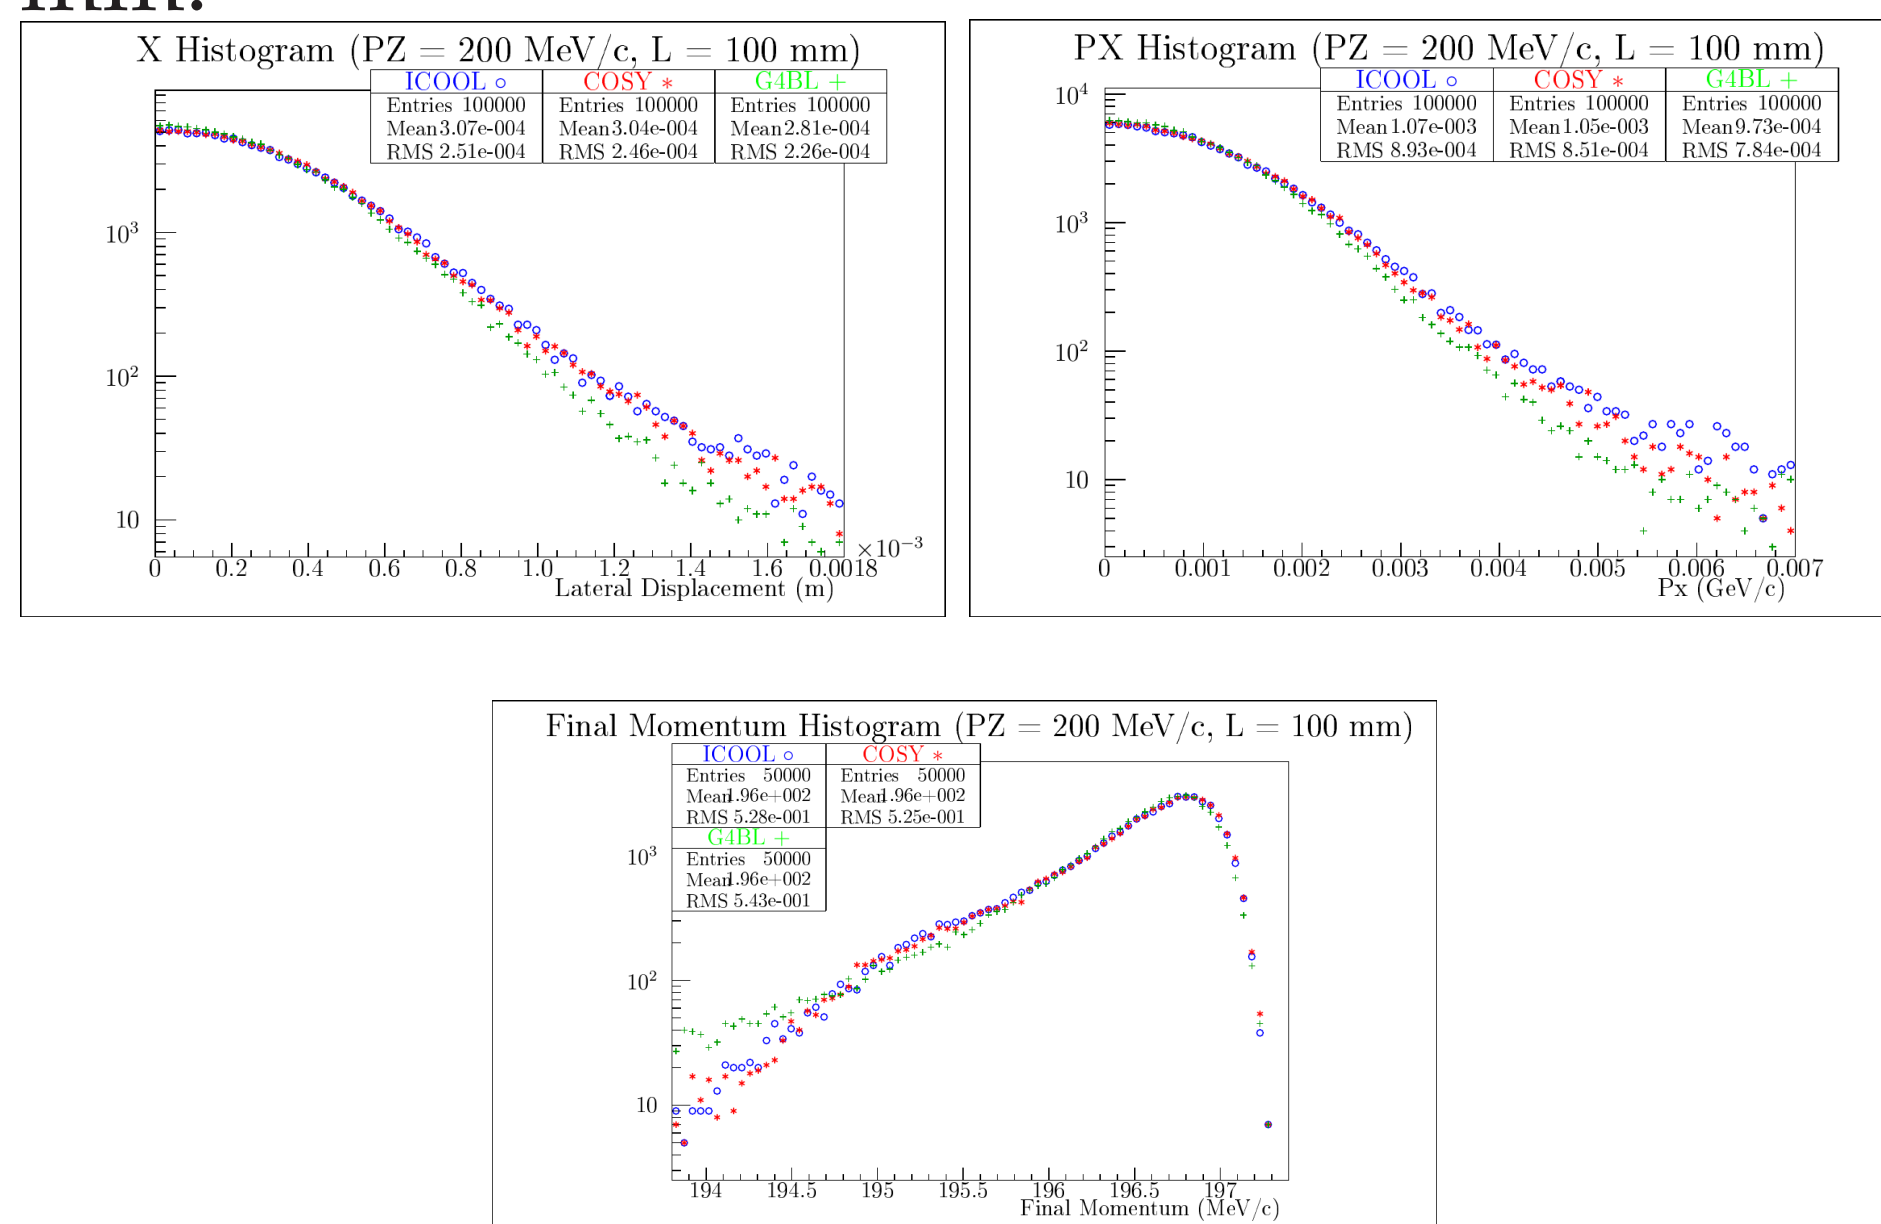 X Histogram (PZ = 200 MeV/c, L = 100 mm)
ICOOL ○ COSY * G4BL +
Entries 100000 Entries 100000 Entries 100000
Mean 3.07e-004 Mean 3.04e-004 Mean 2.81e-004
RMS 2.51e-004 RMS 2.46e-004 RMS 2.26e-004
10³
10²
10
0 0.2 0.4 0.6 0.8 1.0 1.2 1.4 1.6 0.0018
×10⁻³
Lateral Displacement (m)
PX Histogram (PZ = 200 MeV/c, L = 100 mm)
ICOOL ○ COSY * G4BL +
Entries 100000 Entries 100000 Entries 100000
Mean 1.07e-003 Mean 1.05e-003 Mean 9.73e-004
RMS 8.93e-004 RMS 8.51e-004 RMS 7.84e-004
10⁴
10³
10²
10
0 0.001 0.002 0.003 0.004 0.005 0.006 0.007
Px (GeV/c)
Final Momentum Histogram (PZ = 200 MeV/c, L = 100 mm)
ICOOL ○ COSY *
Entries 50000 Entries 50000
Mean 1.96e+002 Mean 1.96e+002
RMS 5.28e-001 RMS 5.25e-001
G4BL +
Entries 50000
Mean 1.96e+002
RMS 5.43e-001
10³
10²
10
194 194.5 195 195.5 196 196.5 197
Final Momentum (MeV/c)